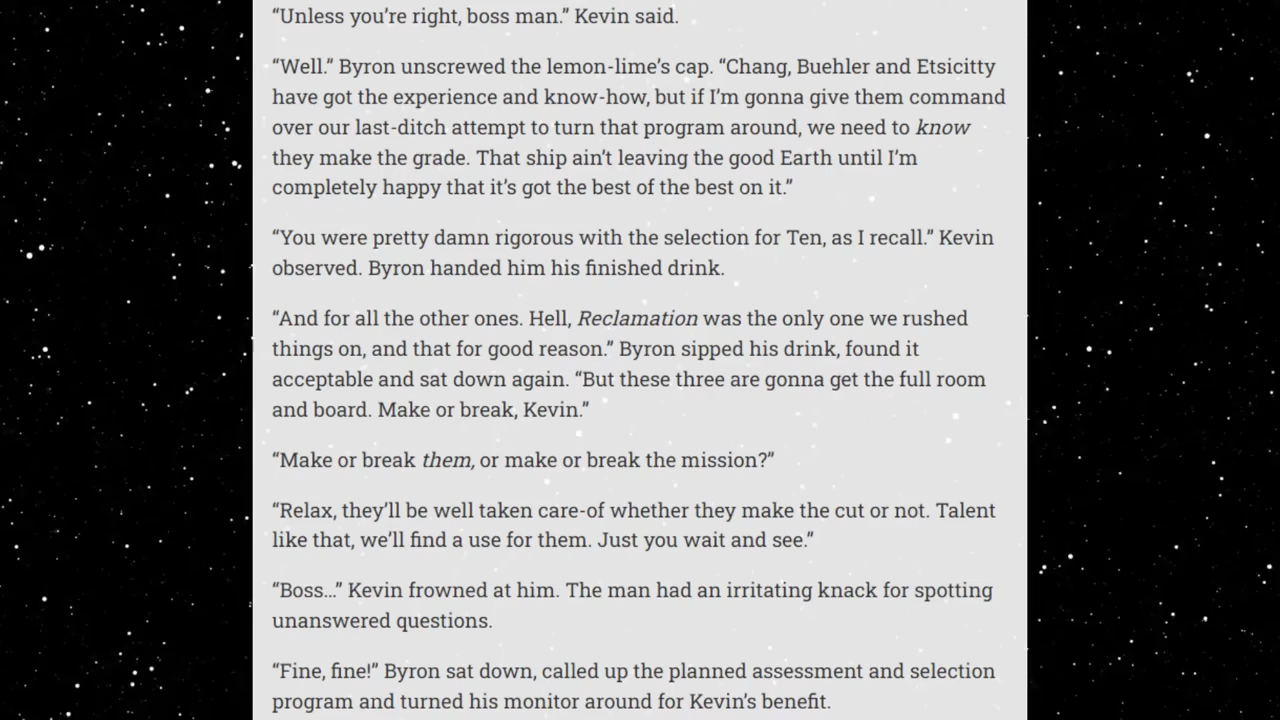 “Unless you’re right, boss man.” Kevin said.
“Well.” Byron unscrewed the lemon-lime’s cap. “Chang, Buehler and Etsicitty
have got the experience and know-how, but if I’m gonna give them command
over our last-ditch attempt to turn that program around, we need to know
they make the grade. That ship ain’t leaving the good Earth until I’m
completely happy that it’s got the best of the best on it.”
“You were pretty damn rigorous with the selection for Ten, as I recall.” Kevin
observed. Byron handed him his finished drink.
“And for all the other ones. Hell, Reclamation was the only one we rushed
things on, and that for good reason.” Byron sipped his drink, found it
acceptable and sat down again. “But these three are gonna get the full room
and board. Make or break, Kevin.”
“Make or break them, or make or break the mission?”
“Relax, they’ll be well taken care-of whether they make the cut or not. Talent
like that, we’ll find a use for them. Just you wait and see.”
“Boss…” Kevin frowned at him. The man had an irritating knack for spotting
unanswered questions.
“Fine, fine!” Byron sat down, called up the planned assessment and selection
program and turned his monitor around for Kevin’s benefit.